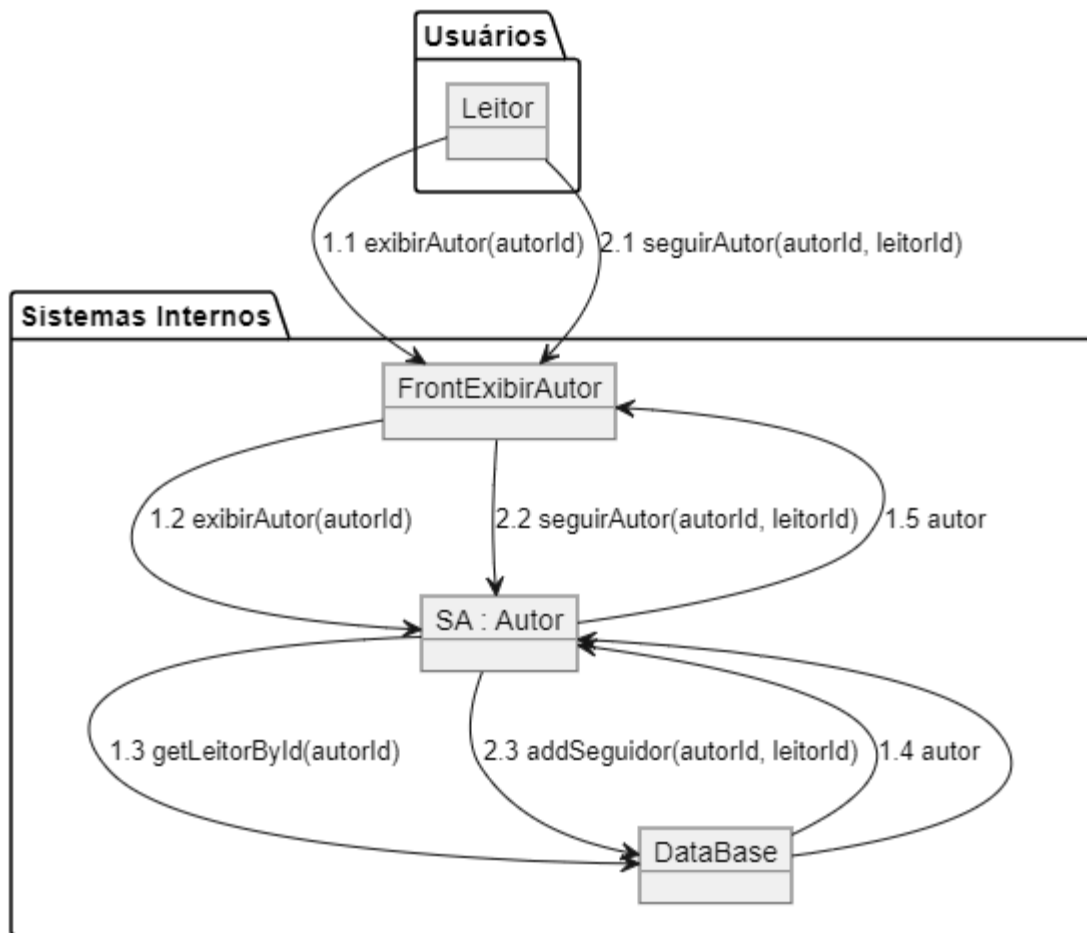 Usuários
Leitor
1.1 exibirAutor(autorId)
2.1 seguirAutor(autorId, leitorId)
Sistemas Internos
FrontExibirAutor
1.2 exibirAutor(autorId)
2.2 seguirAutor(autorId, leitorId)
1.5 autor
SA : Autor
1.3 getLeitorById(autorId)
2.3 addSeguidor(autorId, leitorId)
1.4 autor
DataBase